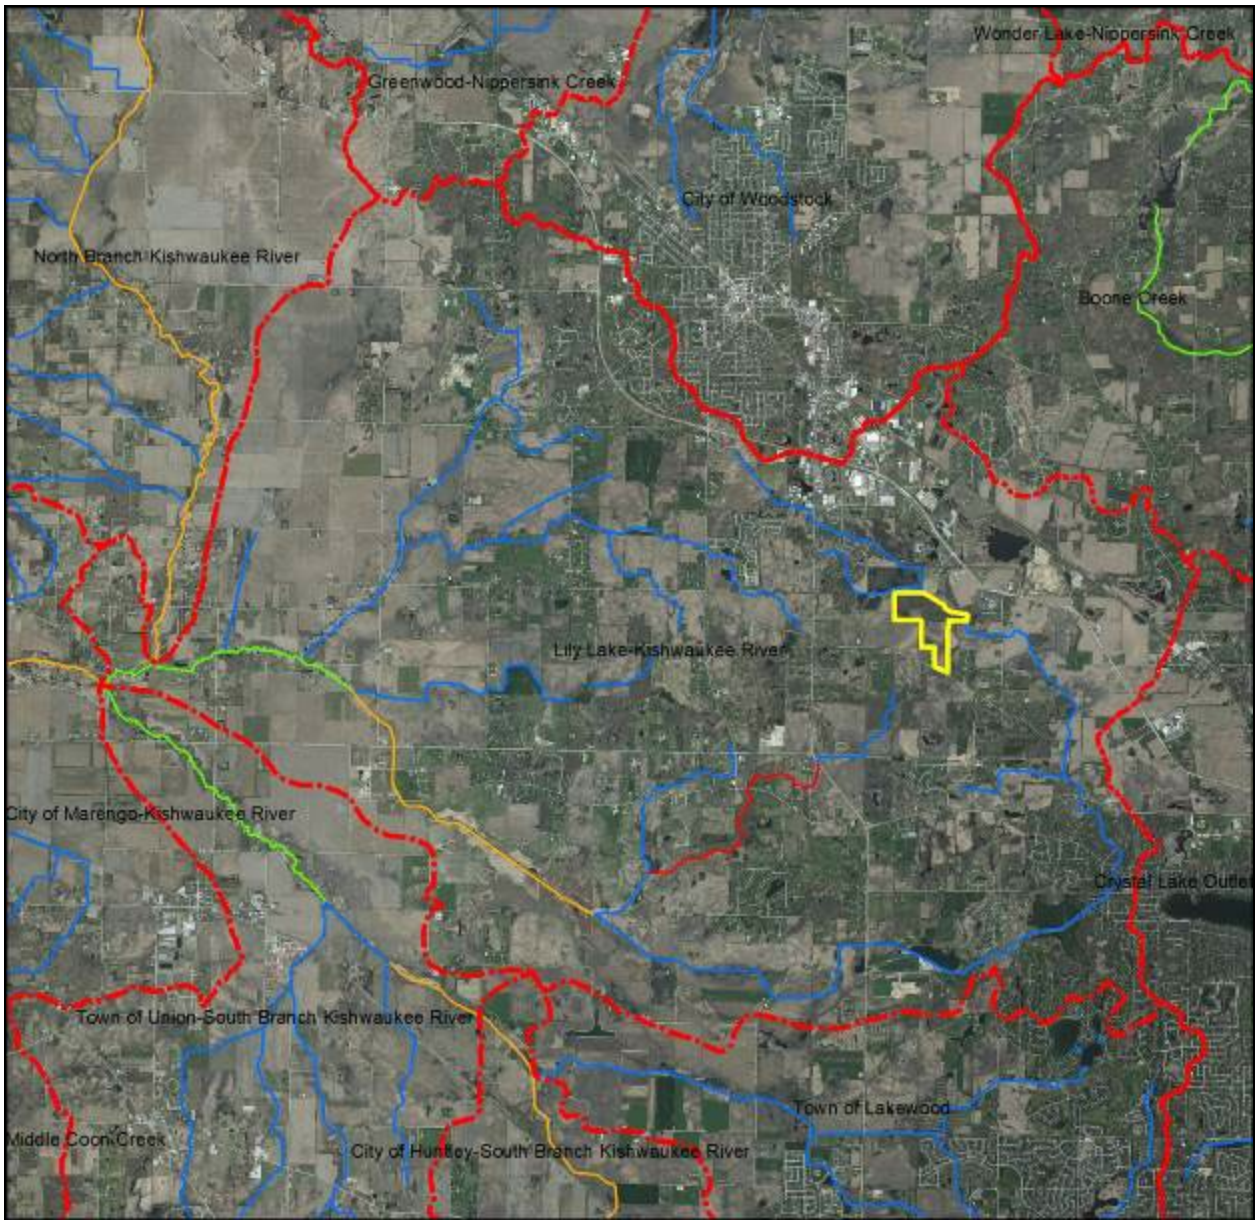 Wonder Lake-Nippersink Creek
Greenwood-Nippersink Creek
City of Woodstock
North Branch Kishwaukee River
Boone Creek
Lily Lake-Kishwaukee River
City of Marengo-Kishwaukee River
Crystal Lake Outlet
Town of Union-South Branch Kishwaukee River
Town of Lakewood
Middle Coon Creek
City of Huntley-South Branch Kishwaukee River